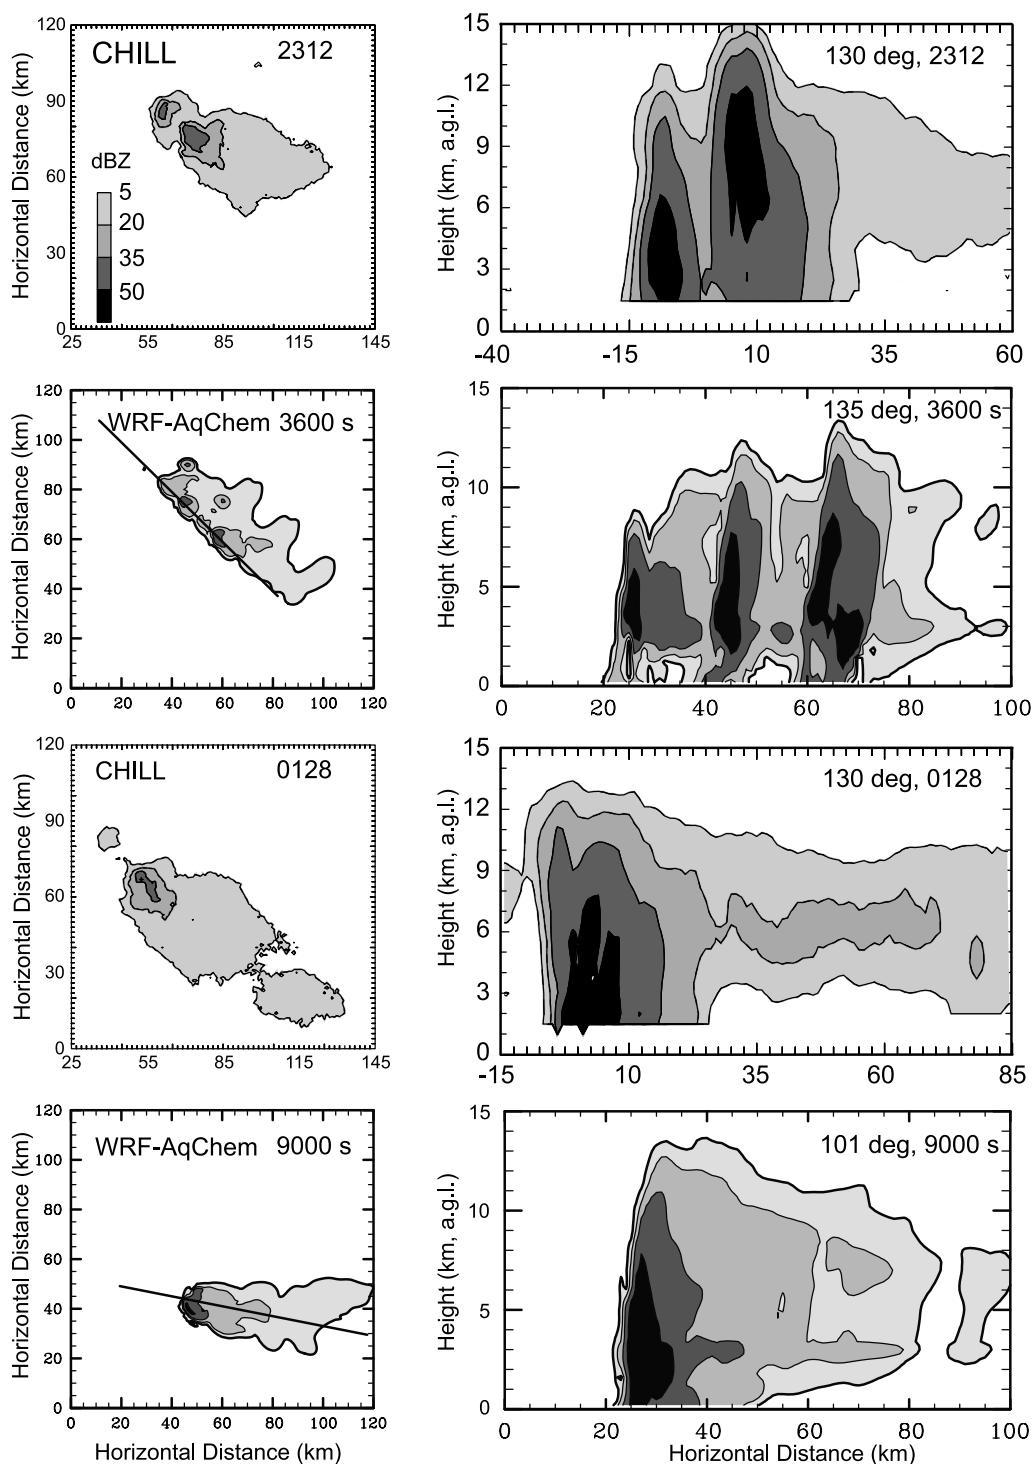 CHILL 2312
120
90
60
30
0
25 55 85 115 145
Horizontal Distance (km)
dBZ
5
20
35
50
130 deg, 2312
15
12
9
6
3
0
-40 -15 10 35 60
Height (km, a.g.l.)
WRF-AqChem 3600 s
120
100
80
60
40
20
0
0 20 40 60 80 100 120
Horizontal Distance (km)
135 deg, 3600 s
15
10
5
0
0 20 40 60 80 100
Height (km, a.g.l.)
CHILL 0128
120
90
60
30
0
25 55 85 115 145
Horizontal Distance (km)
130 deg, 0128
15
12
9
6
3
0
-15 10 35 60 85
Height (km, a.g.l.)
WRF-AqChem 9000 s
120
100
80
60
40
20
0
0 20 40 60 80 100 120
Horizontal Distance (km)
Horizontal Distance (km)
101 deg, 9000 s
15
10
5
0
0 20 40 60 80 100
Height (km, a.g.l.)
Horizontal Distance (km)